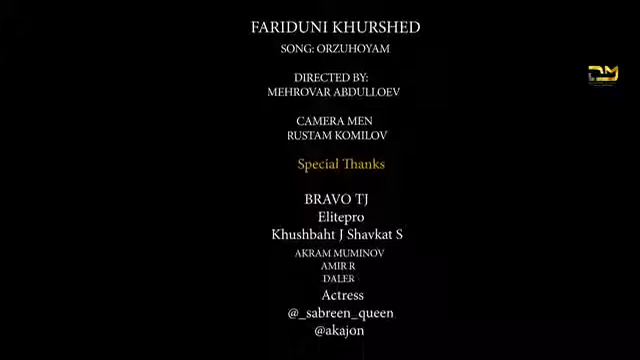 FARIDUNI KHURSHED
SONG: ORZUHOYAM
DIRECTED BY:
MEHROVAR ABDULLOEV
CAMERA MEN
RUSTAM KOMILOV
Special Thanks
BRAVO TJ
Elitepro
Khushbaht J Shavkat S
AKRAM MUMINOV
AMIR R
DALER
Actress
@_sabreen_queen
@akajon